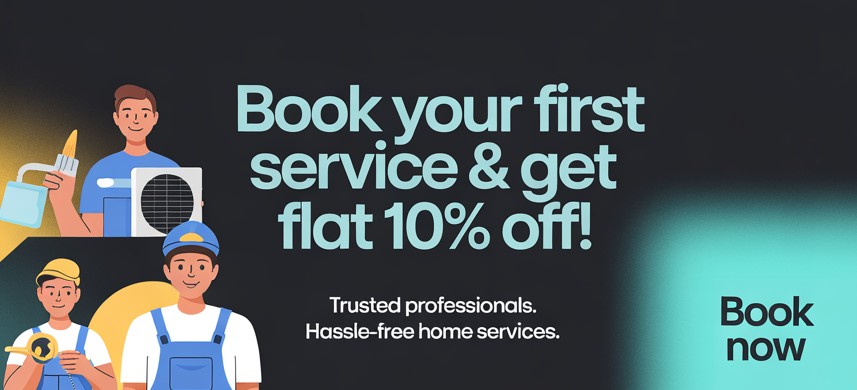 Book your first
service & get
flat 10% off!
Trusted professionals.
Hassle-free home services.
Book
now